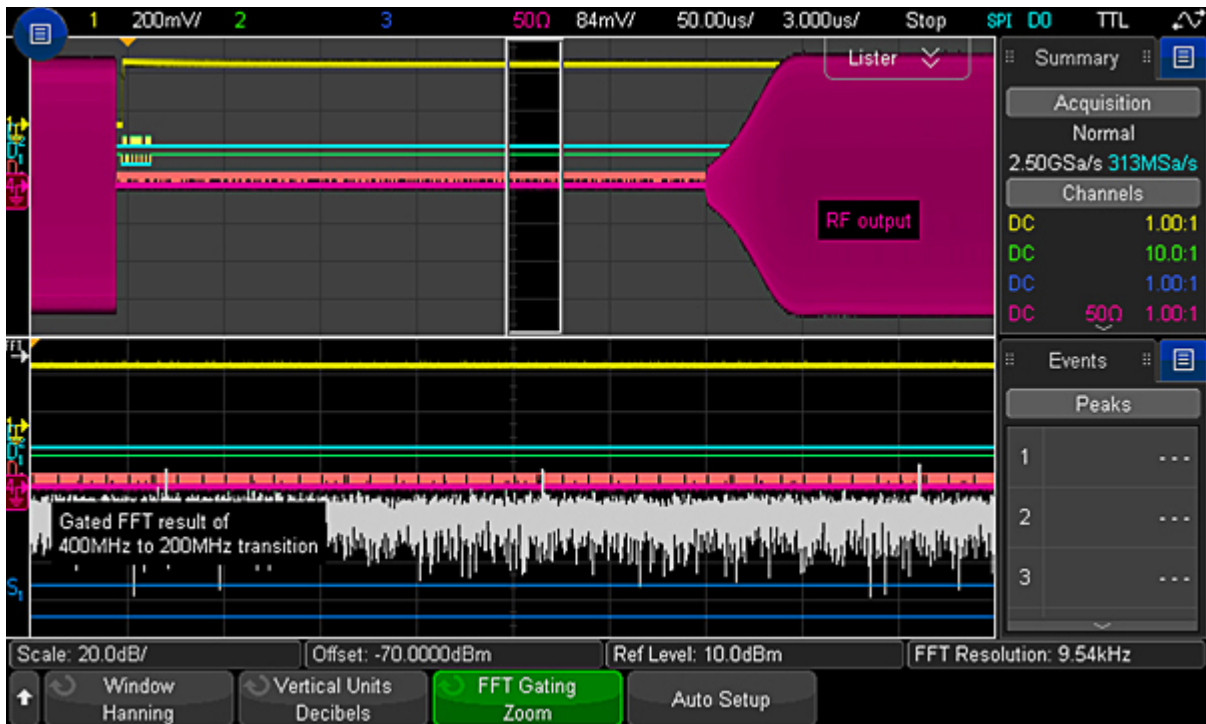 1 200mV/ 2 3 50Ω 84mV/ 50.00us/ 3.000us/ Stop SPI D0 TTL
Lister
RF output
Summary
Acquisition
Normal
2.50GSa/s 313MSa/s
Channels
DC 1.00:1
DC 10.0:1
DC 1.00:1
DC 50Ω 1.00:1
Gated FFT result of
400MHz to 200MHz transition
S1
Events
Peaks
1 ---
2 ---
3 ---
Scale: 20.0dB/ Offset: -70.0000dBm Ref Level: 10.0dBm FFT Resolution: 9.54kHz
Window
Hanning
Vertical Units
Decibels
FFT Gating
Zoom
Auto Setup